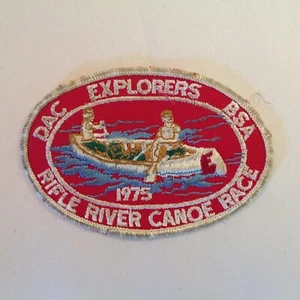 DAC EXPLORERS BSA
E
1975
RIFLE RIVER CANOE RACE